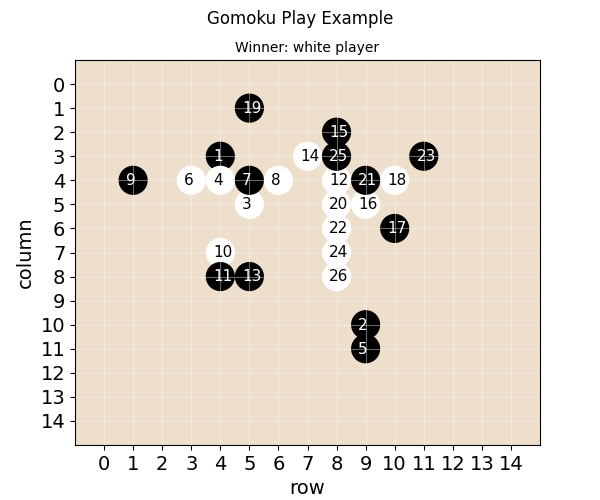 Gomoku Play Example
Winner: white player
0
1 19
2 15
3 1 14 25 23
4 9 6 4 7 8 12 21 18
5 3 20 16
6 22 17
7 10 24
8 11 13 26
9
10 2
11 5
12
13
14
column
0 1 2 3 4 5 6 7 8 9 10 11 12 13 14
row